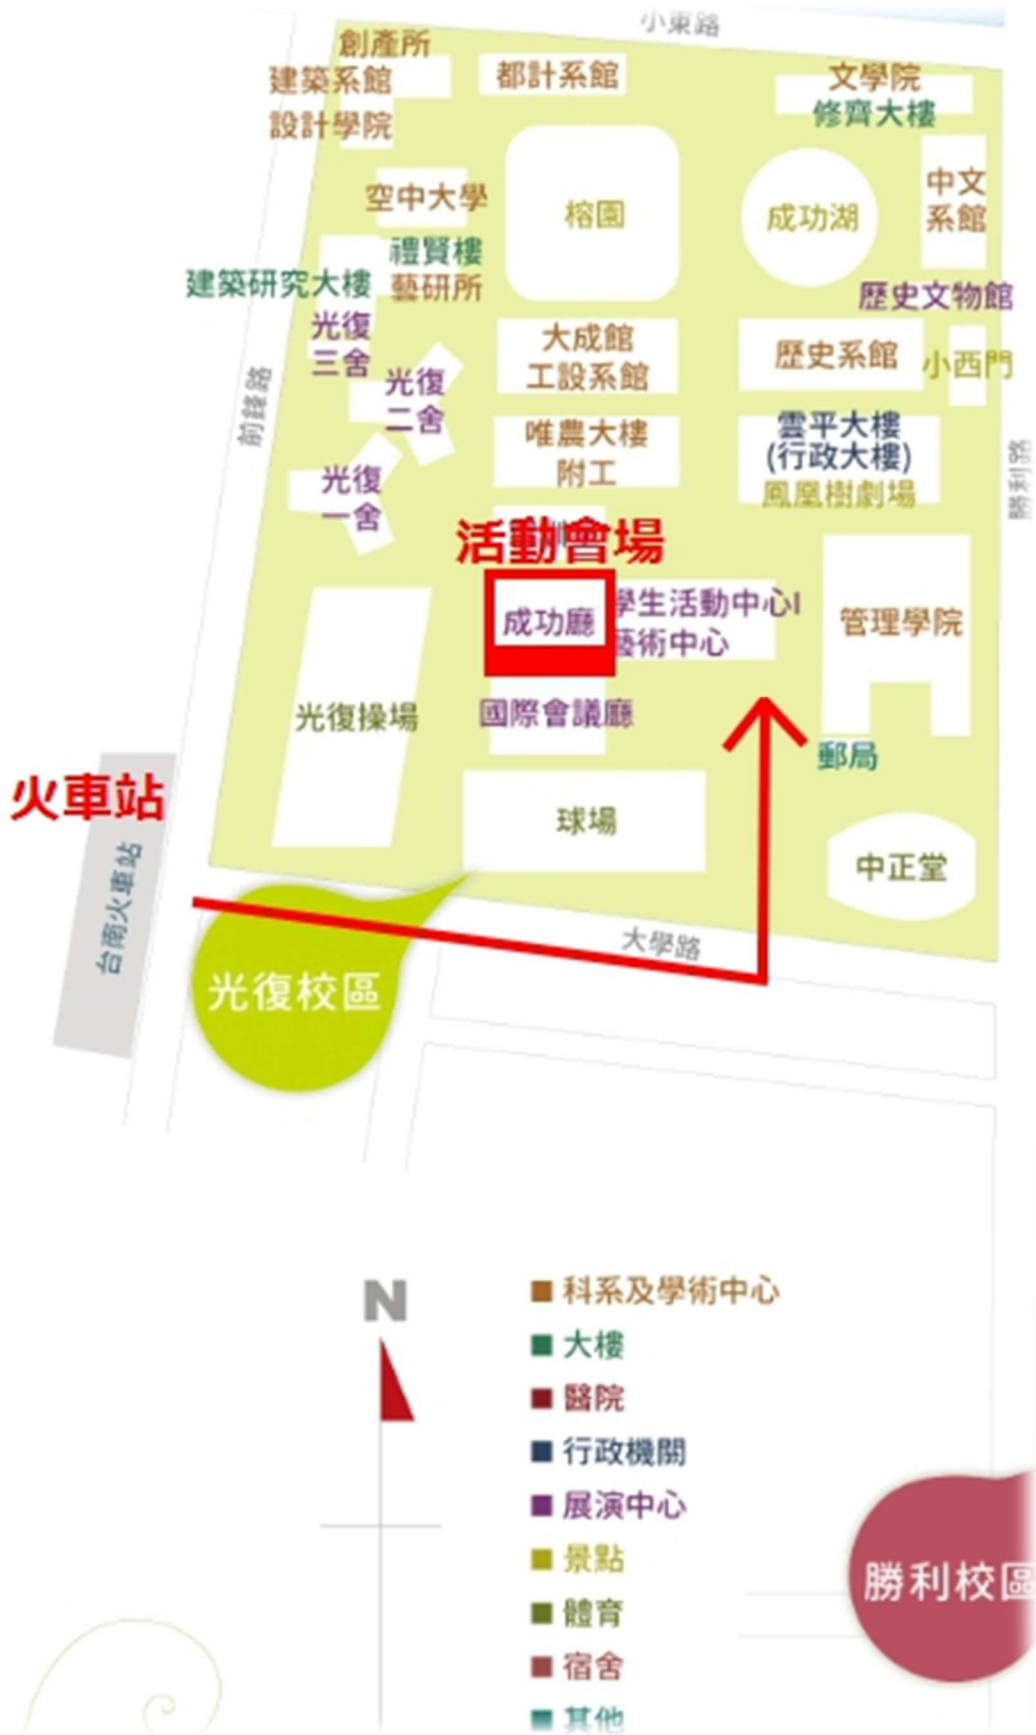 小東路
創產所
建築系館
設計學院
都計系館
文學院
修齊大樓
空中大學
榕園
成功湖
中文
系館
禮賢樓
藝研所
建築研究大樓
歷史文物館
光復
三舍
大成館
工設系館
歷史系館
小西門
光復
二舍
前鋒路
唯農大樓
附工
雲平大樓
(行政大樓)
鳳凰樹劇場
勝利路
光復
一舍
活動會場
成功廳
學生活動中心I
藝術中心
管理學院
光復操場
國際會議廳
郵局
火車站
台南火車站
球場
中正堂
大學路
光復校區
N
科系及學術中心
大樓
醫院
行政機關
展演中心
景點
體育
宿舍
其他
勝利校區